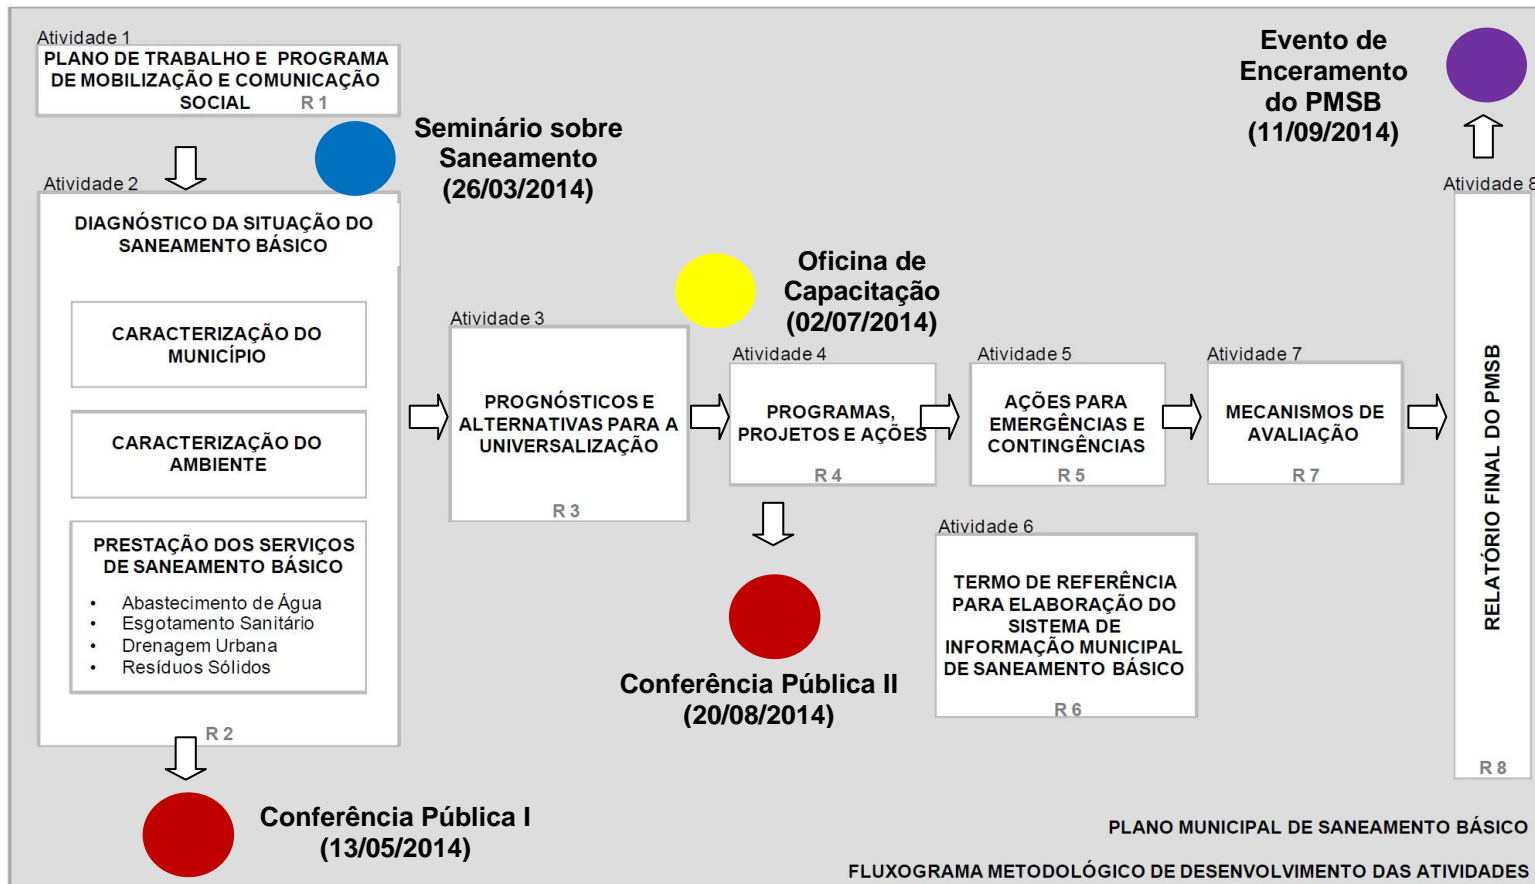 Atividade 1
PLANO DE TRABALHO E PROGRAMA
DE MOBILIZAÇÃO E COMUNICAÇÃO
SOCIAL R 1
Seminário sobre
Saneamento
(26/03/2014)
Evento de
Enceramento
do PMSB
(11/09/2014)
Atividade 2
DIAGNÓSTICO DA SITUAÇÃO DO
SANEAMENTO BÁSICO
CARACTERIZAÇÃO DO
MUNICÍPIO
CARACTERIZAÇÃO DO
AMBIENTE
PRESTAÇÃO DOS SERVIÇOS
DE SANEAMENTO BÁSICO
• Abastecimento de Água
• Esgotamento Sanitário
• Drenagem Urbana
• Resíduos Sólidos
R 2
Conferência Pública I
(13/05/2014)
Atividade 3
PROGNÓSTICOS E
ALTERNATIVAS PARA A
UNIVERSALIZAÇÃO
R 3
Oficina de
Capacitação
(02/07/2014)
Atividade 4
PROGRAMAS,
PROJETOS E AÇÕES
R 4
Conferência Pública II
(20/08/2014)
Atividade 5
AÇÕES PARA
EMERGÊNCIAS E
CONTINGÊNCIAS
R 5
Atividade 6
TERMO DE REFERÊNCIA
PARA ELABORAÇÃO DO
SISTEMA DE
INFORMAÇÃO MUNICIPAL
DE SANEAMENTO BÁSICO
R 6
Atividade 7
MECANISMOS DE
AVALIAÇÃO
R 7
Atividade 8
RELATÓRIO FINAL DO PMSB
R 8
PLANO MUNICIPAL DE SANEAMENTO BÁSICO
FLUXOGRAMA METODOLÓGICO DE DESENVOLVIMENTO DAS ATIVIDADES